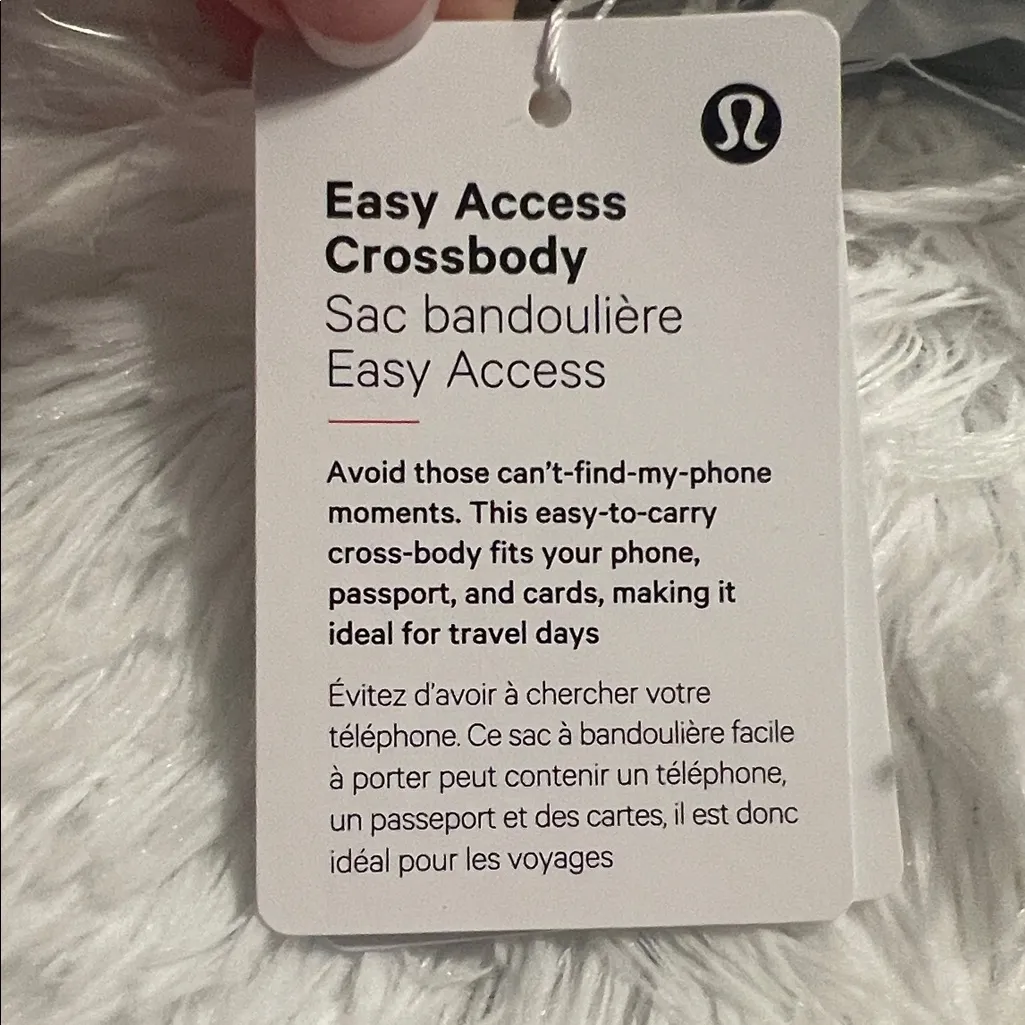 Easy Access
Crossbody
Sac bandoulière
Easy Access
Avoid those can't-find-my-phone
moments. This easy-to-carry
cross-body fits your phone,
passport, and cards, making it
ideal for travel days
Évitez d'avoir à chercher votre
téléphone. Ce sac à bandoulière facile
à porter peut contenir un téléphone,
un passeport et des cartes, il est donc
idéal pour les voyages